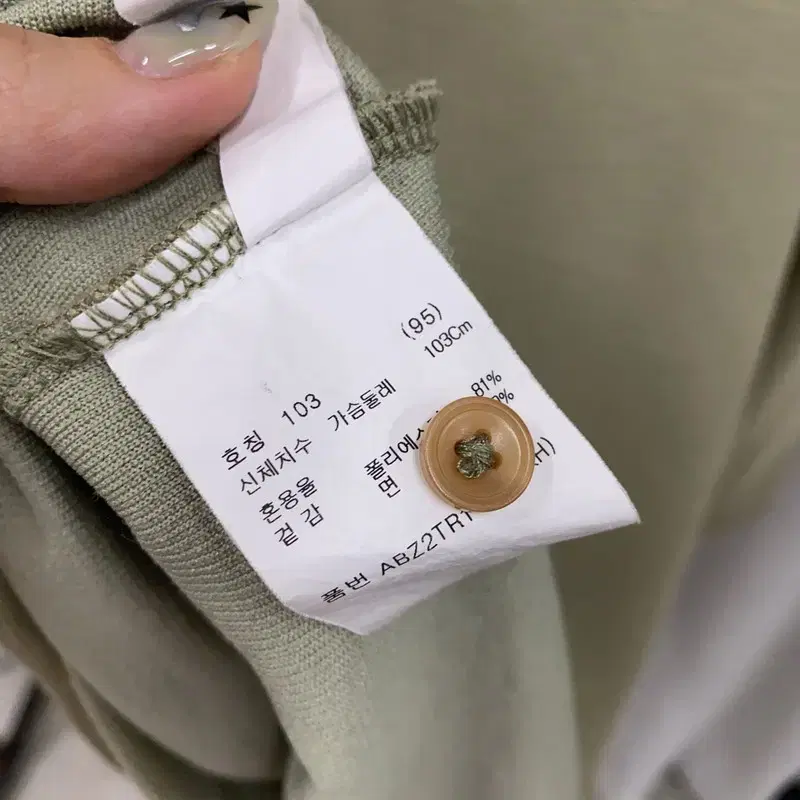 호칭 103 (95)
신체치수 가슴둘레 103Cm
혼용율
겉감 폴리에스 81%
면 %
품번 ABZ2TR1 H)